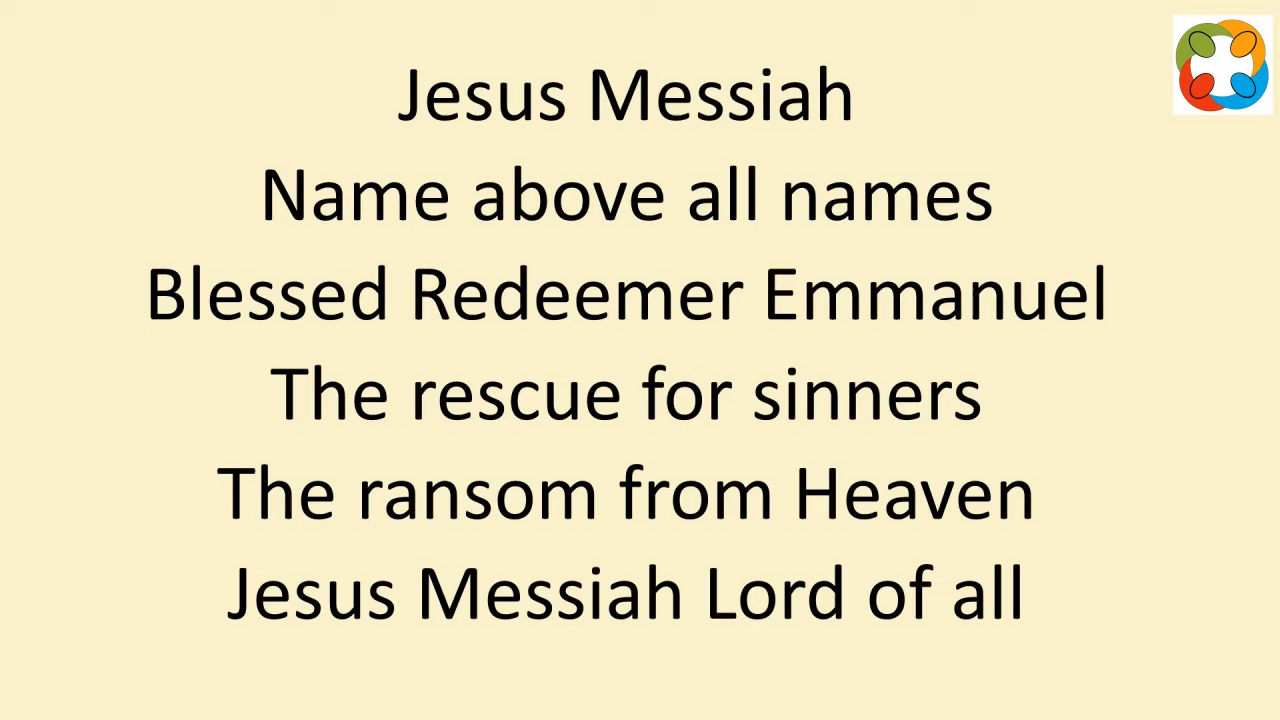 Jesus Messiah
Name above all names
Blessed Redeemer Emmanuel
The rescue for sinners
The ransom from Heaven
Jesus Messiah Lord of all